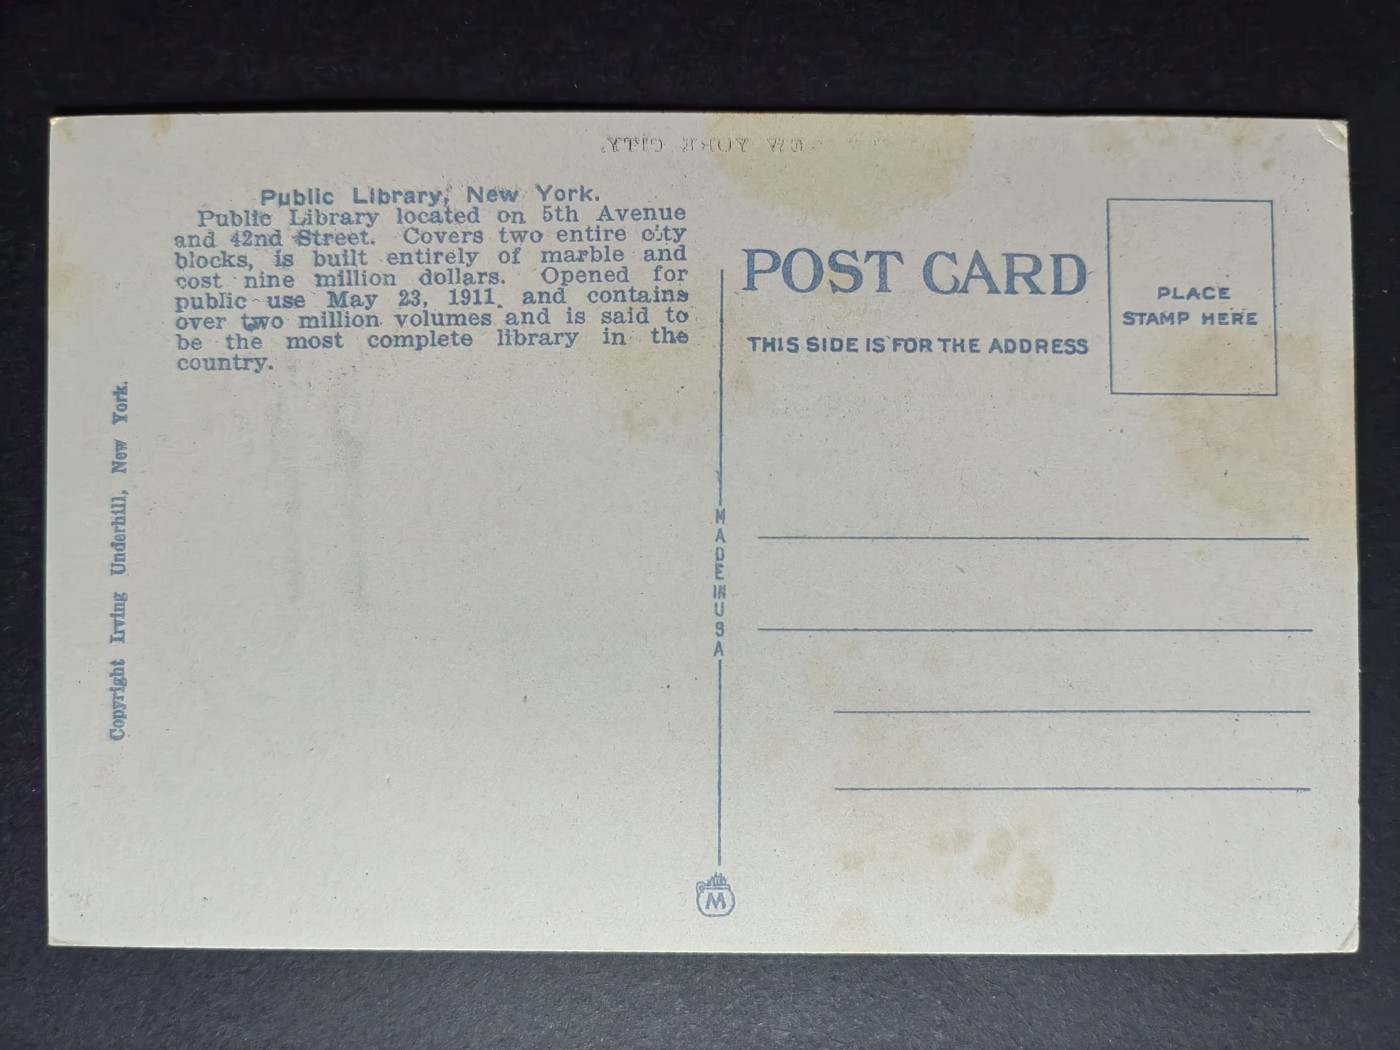 EW YORK CITY.
Public Library, New York.
Public Library located on 5th Avenue
and 42nd Street. Covers two entire city
blocks, is built entirely of marble and
cost nine million dollars. Opened for
public use May 23, 1911. and contains
over two million volumes and is said to
be the most complete library in the
country.
Copyright Irving Underhill, New York.
POST CARD
THIS SIDE IS FOR THE ADDRESS
PLACE
STAMP HERE
MADE IN USA
M